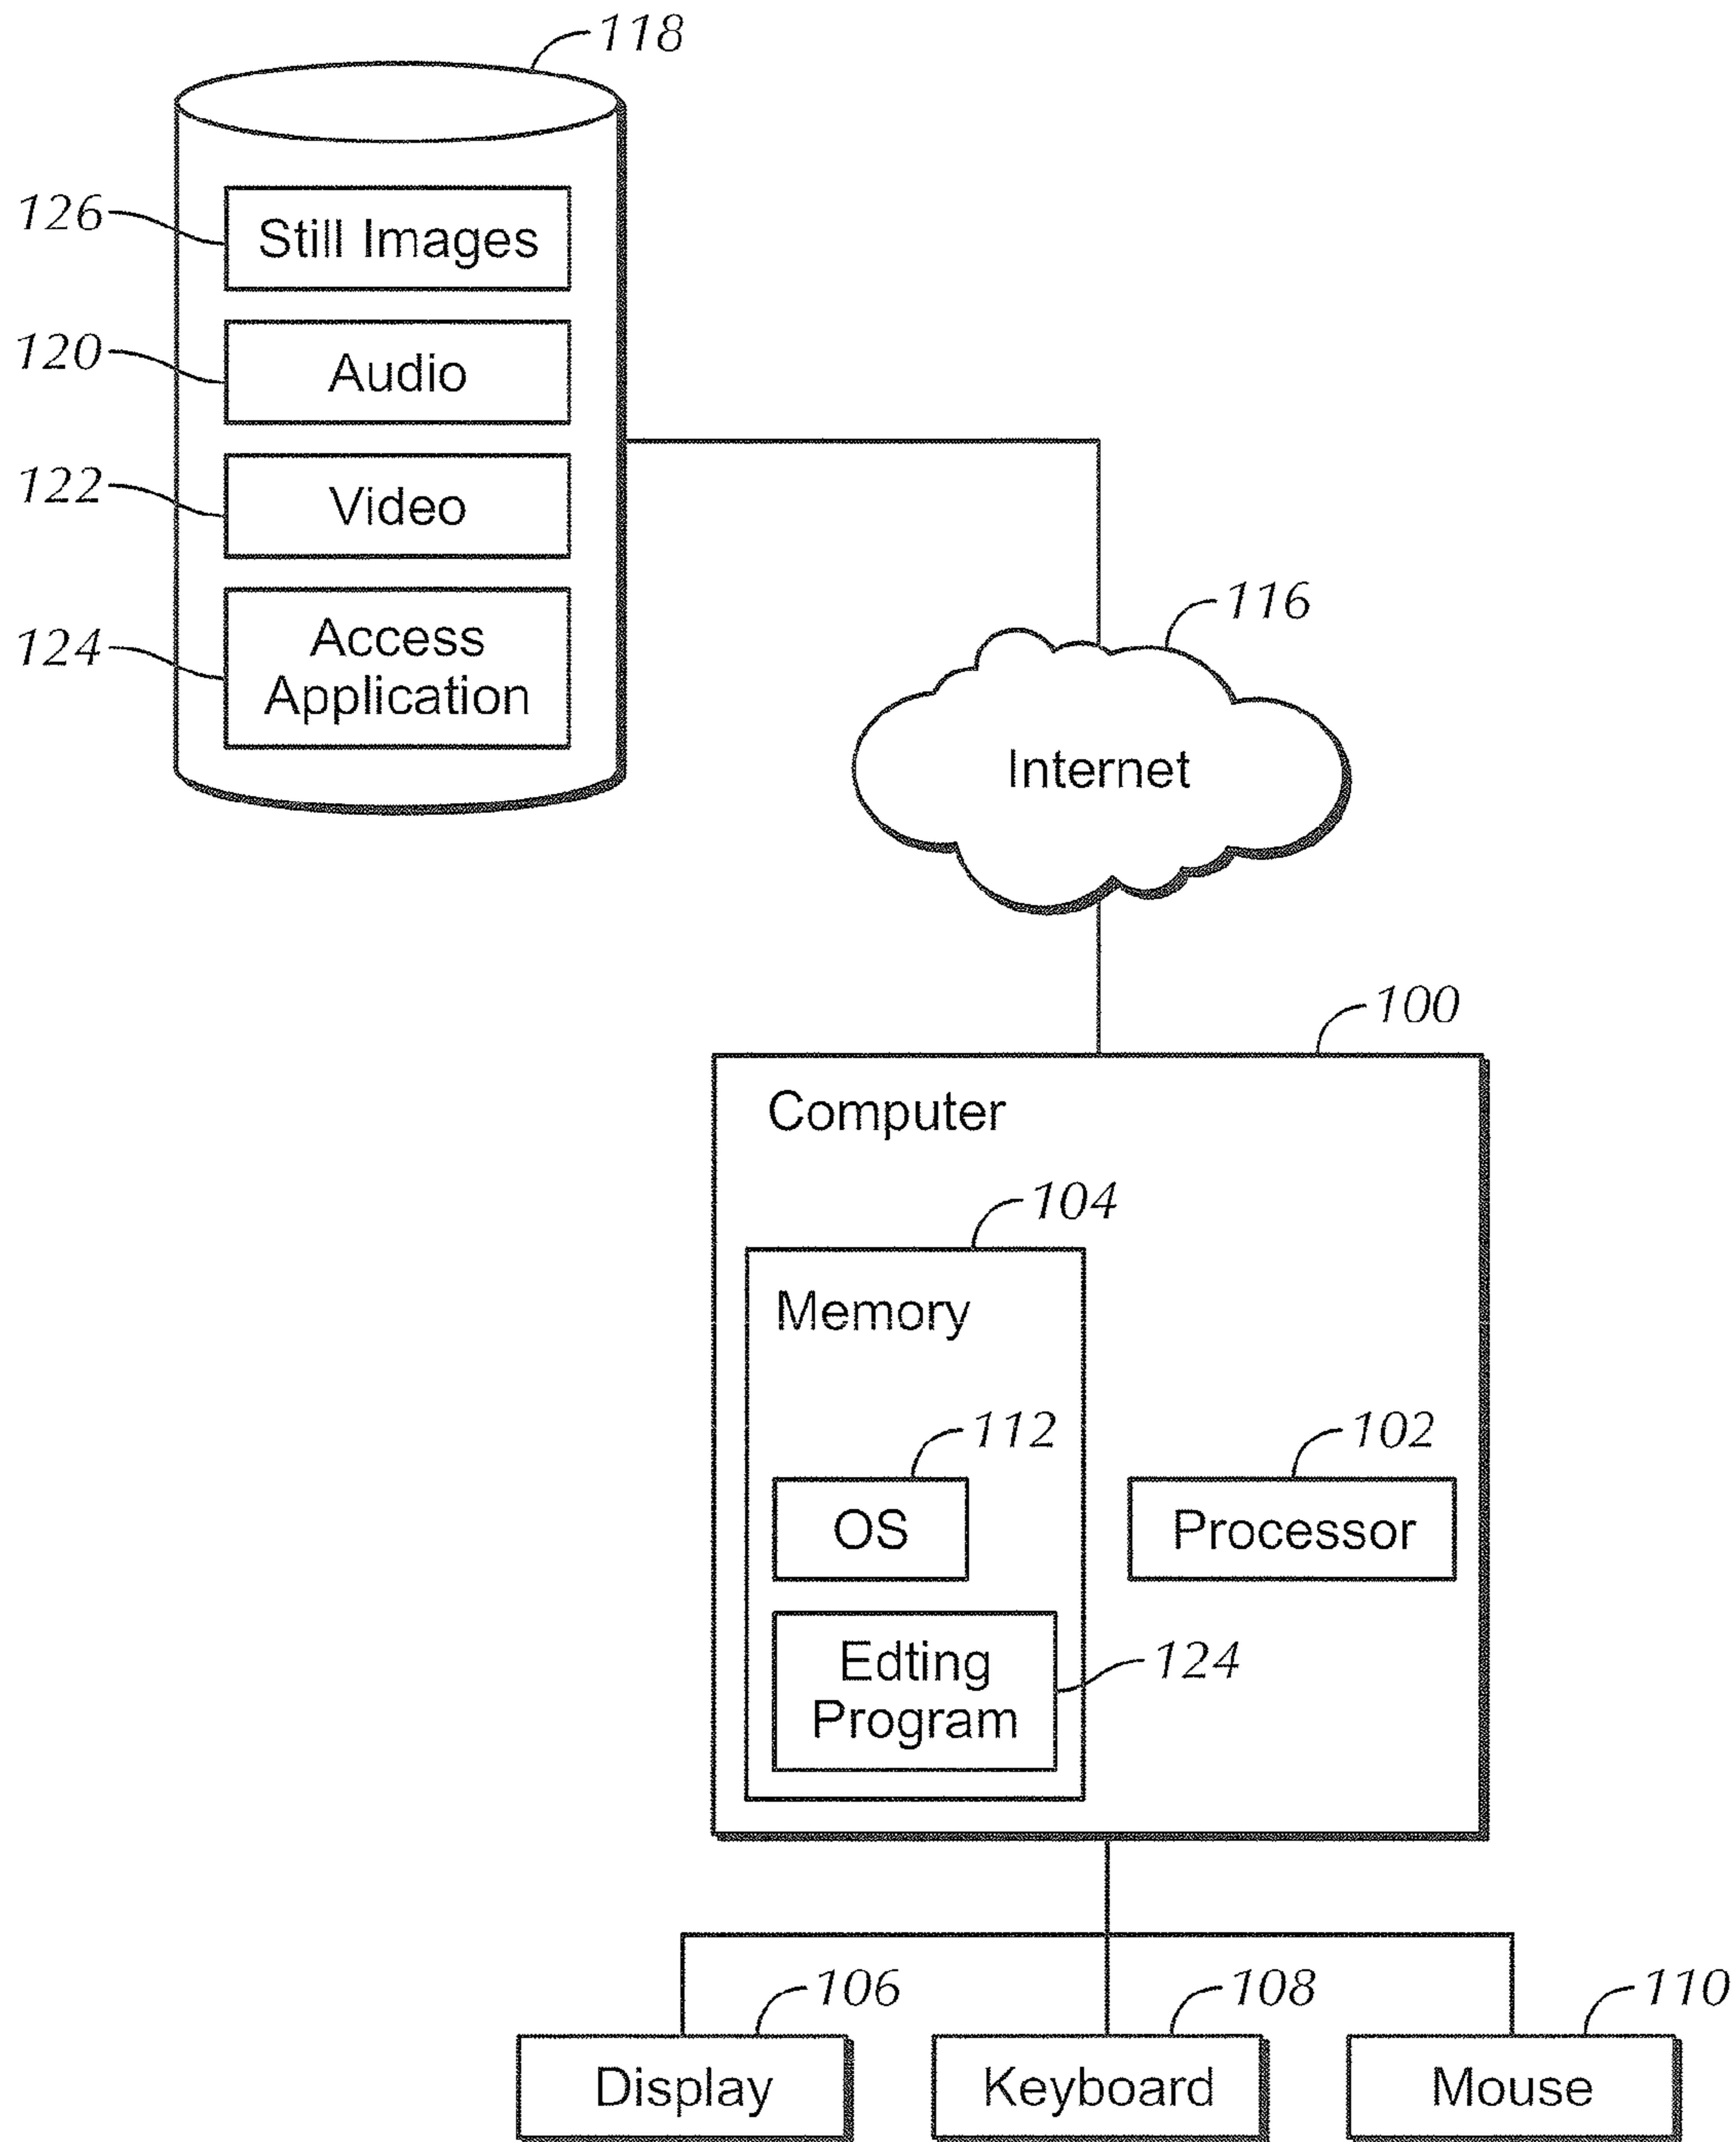 118
126
Still Images
120
Audio
122
Video
124
Access
Application
116
Internet
100
Computer
104
Memory
112
OS
102
Processor
Edting
Program
124
106
Display
108
Keyboard
110
Mouse